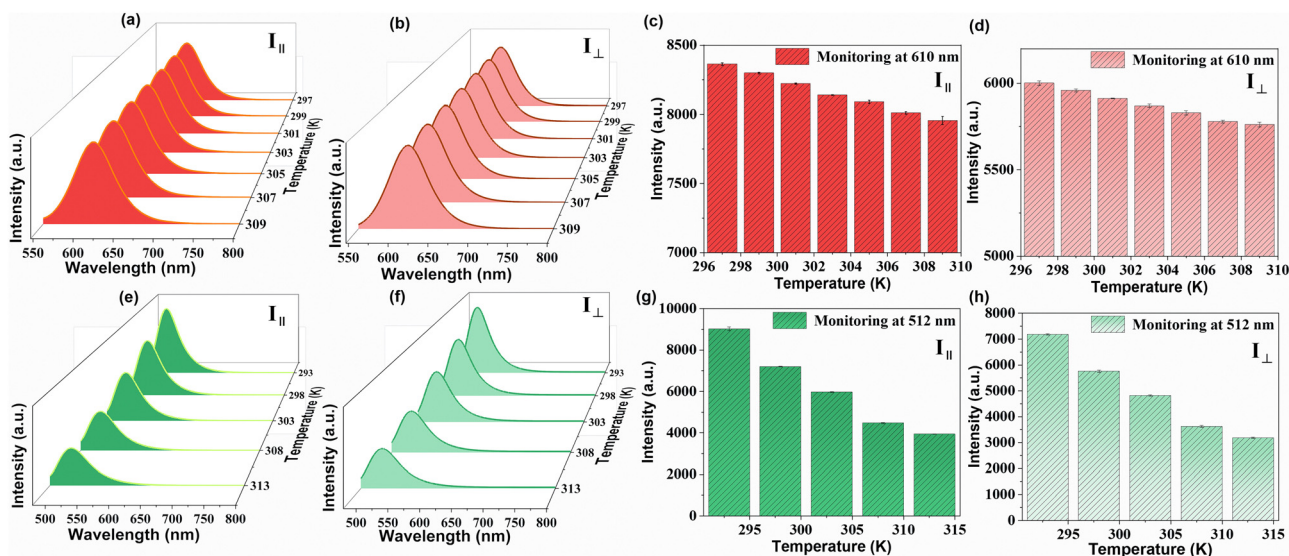 (a)
I∥
Intensity (a.u.)
297
299
301
303
305
307
309
Temperature (K)
550 600 650 700 750 800
Wavelength (nm)
(b)
I⊥
Intensity (a.u.)
297
299
301
303
305
307
309
Temperature (K)
550 600 650 700 750 800
Wavelength (nm)
(c)
Monitoring at 610 nm
I∥
Intensity (a.u.)
8500
8000
7500
7000
296 298 300 302 304 306 308 310
Temperature (K)
(d)
Monitoring at 610 nm
I⊥
Intensity (a.u.)
6000
5500
5000
296 298 300 302 304 306 308 310
Temperature (K)
(e)
I∥
Intensity (a.u.)
293
298
303
308
313
Temperature (K)
500 550 600 650 700 750 800
Wavelength (nm)
(f)
I⊥
Intensity (a.u.)
293
298
303
308
313
Temperature (K)
500 550 600 650 700 750 800
Wavelength (nm)
(g)
Monitoring at 512 nm
I∥
Intensity (a.u.)
10000
8000
6000
4000
2000
0
295 300 305 310 315
Temperature (K)
(h)
Monitoring at 512 nm
I⊥
Intensity (a.u.)
8000
7000
6000
5000
4000
3000
2000
1000
0
295 300 305 310 315
Temperature (K)